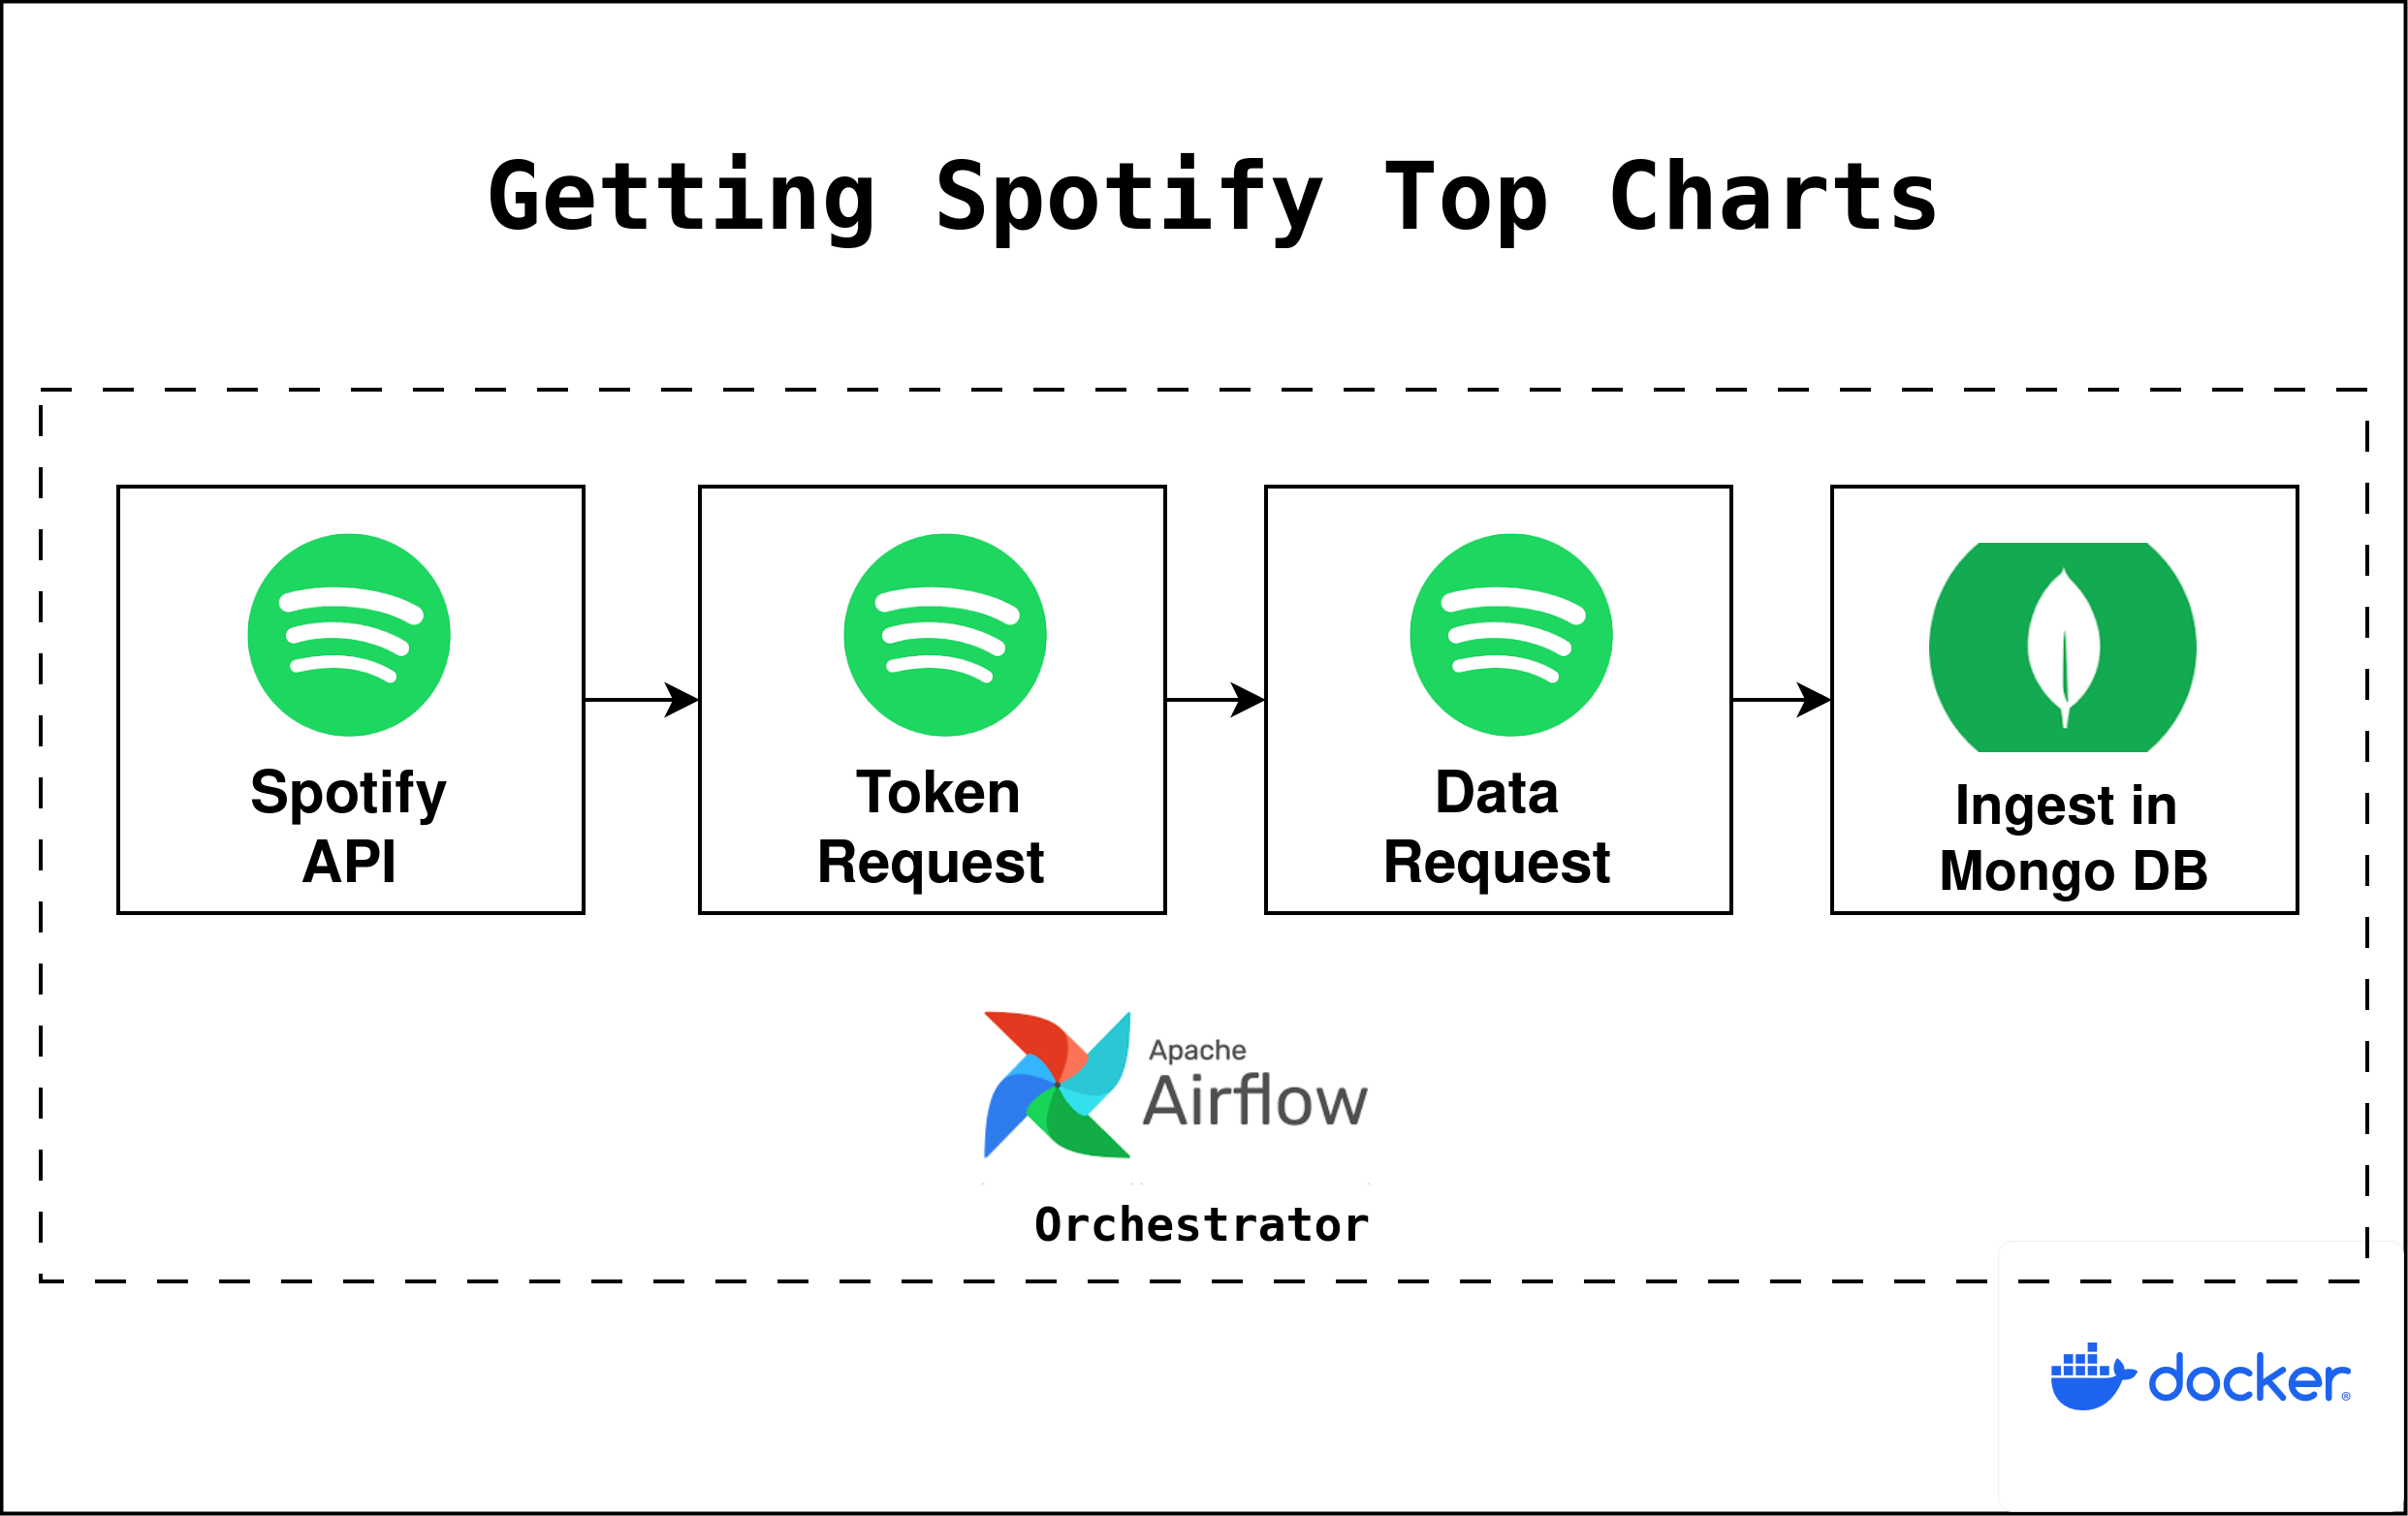 Getting Spotify Top Charts
Spotify
API
Token
Request
Data
Request
Ingest in
Mongo DB
Apache
Airflow
Orchestrator
docker®